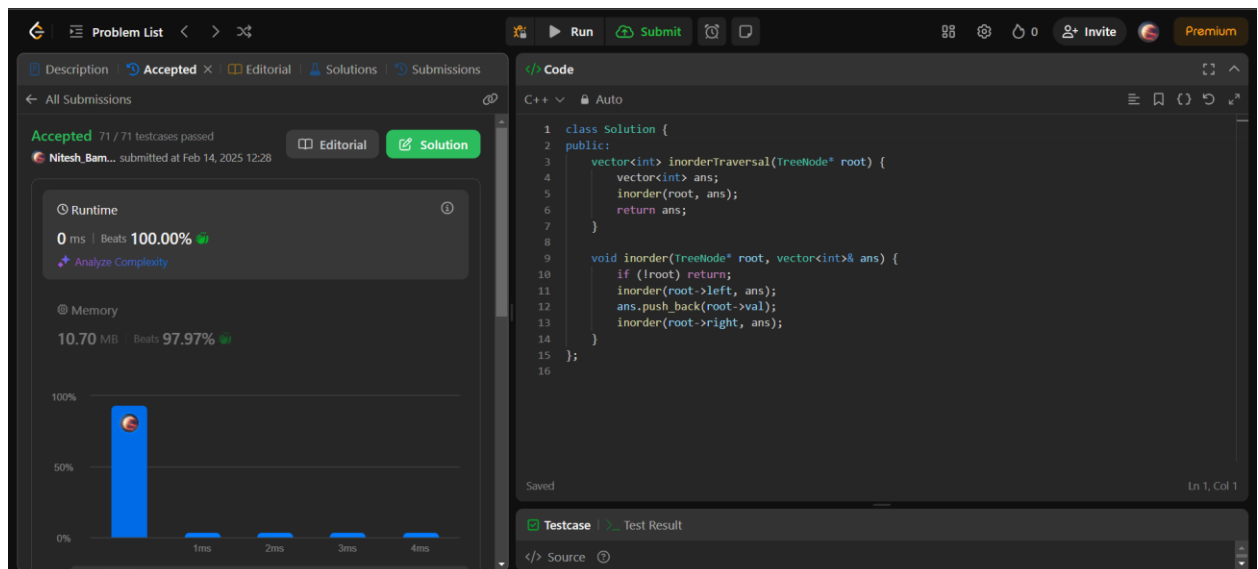 Problem List
Run
Submit
0
Invite
Premium
Description
Accepted
Editorial
Solutions
Submissions
All Submissions
Accepted 71 / 71 testcases passed
Nitesh_Bam... submitted at Feb 14, 2025 12:28
Editorial
Solution
Runtime
0 ms | Beats 100.00%
Analyze Complexity
Memory
10.70 MB | Beats 97.97%
100%
50%
0%
1ms 2ms 3ms 4ms
</> Code
C++ Auto
1 class Solution {
2 public:
3 vector<int> inorderTraversal(TreeNode* root) {
4 vector<int> ans;
5 inorder(root, ans);
6 return ans;
7 }
8
9 void inorder(TreeNode* root, vector<int>& ans) {
10 if (!root) return;
11 inorder(root->left, ans);
12 ans.push_back(root->val);
13 inorder(root->right, ans);
14 }
15 };
16
Saved
Ln 1, Col 1
Testcase | >_ Test Result
</> Source ?